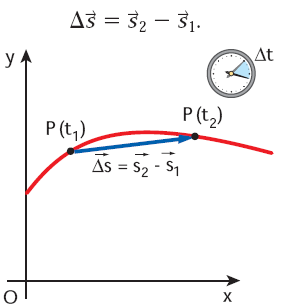 Δs⃗ = s⃗₂ − s⃗₁.
y
Δt
P(t₁)
P(t₂)
Δs⃗ = s⃗₂ - s⃗₁
O
x